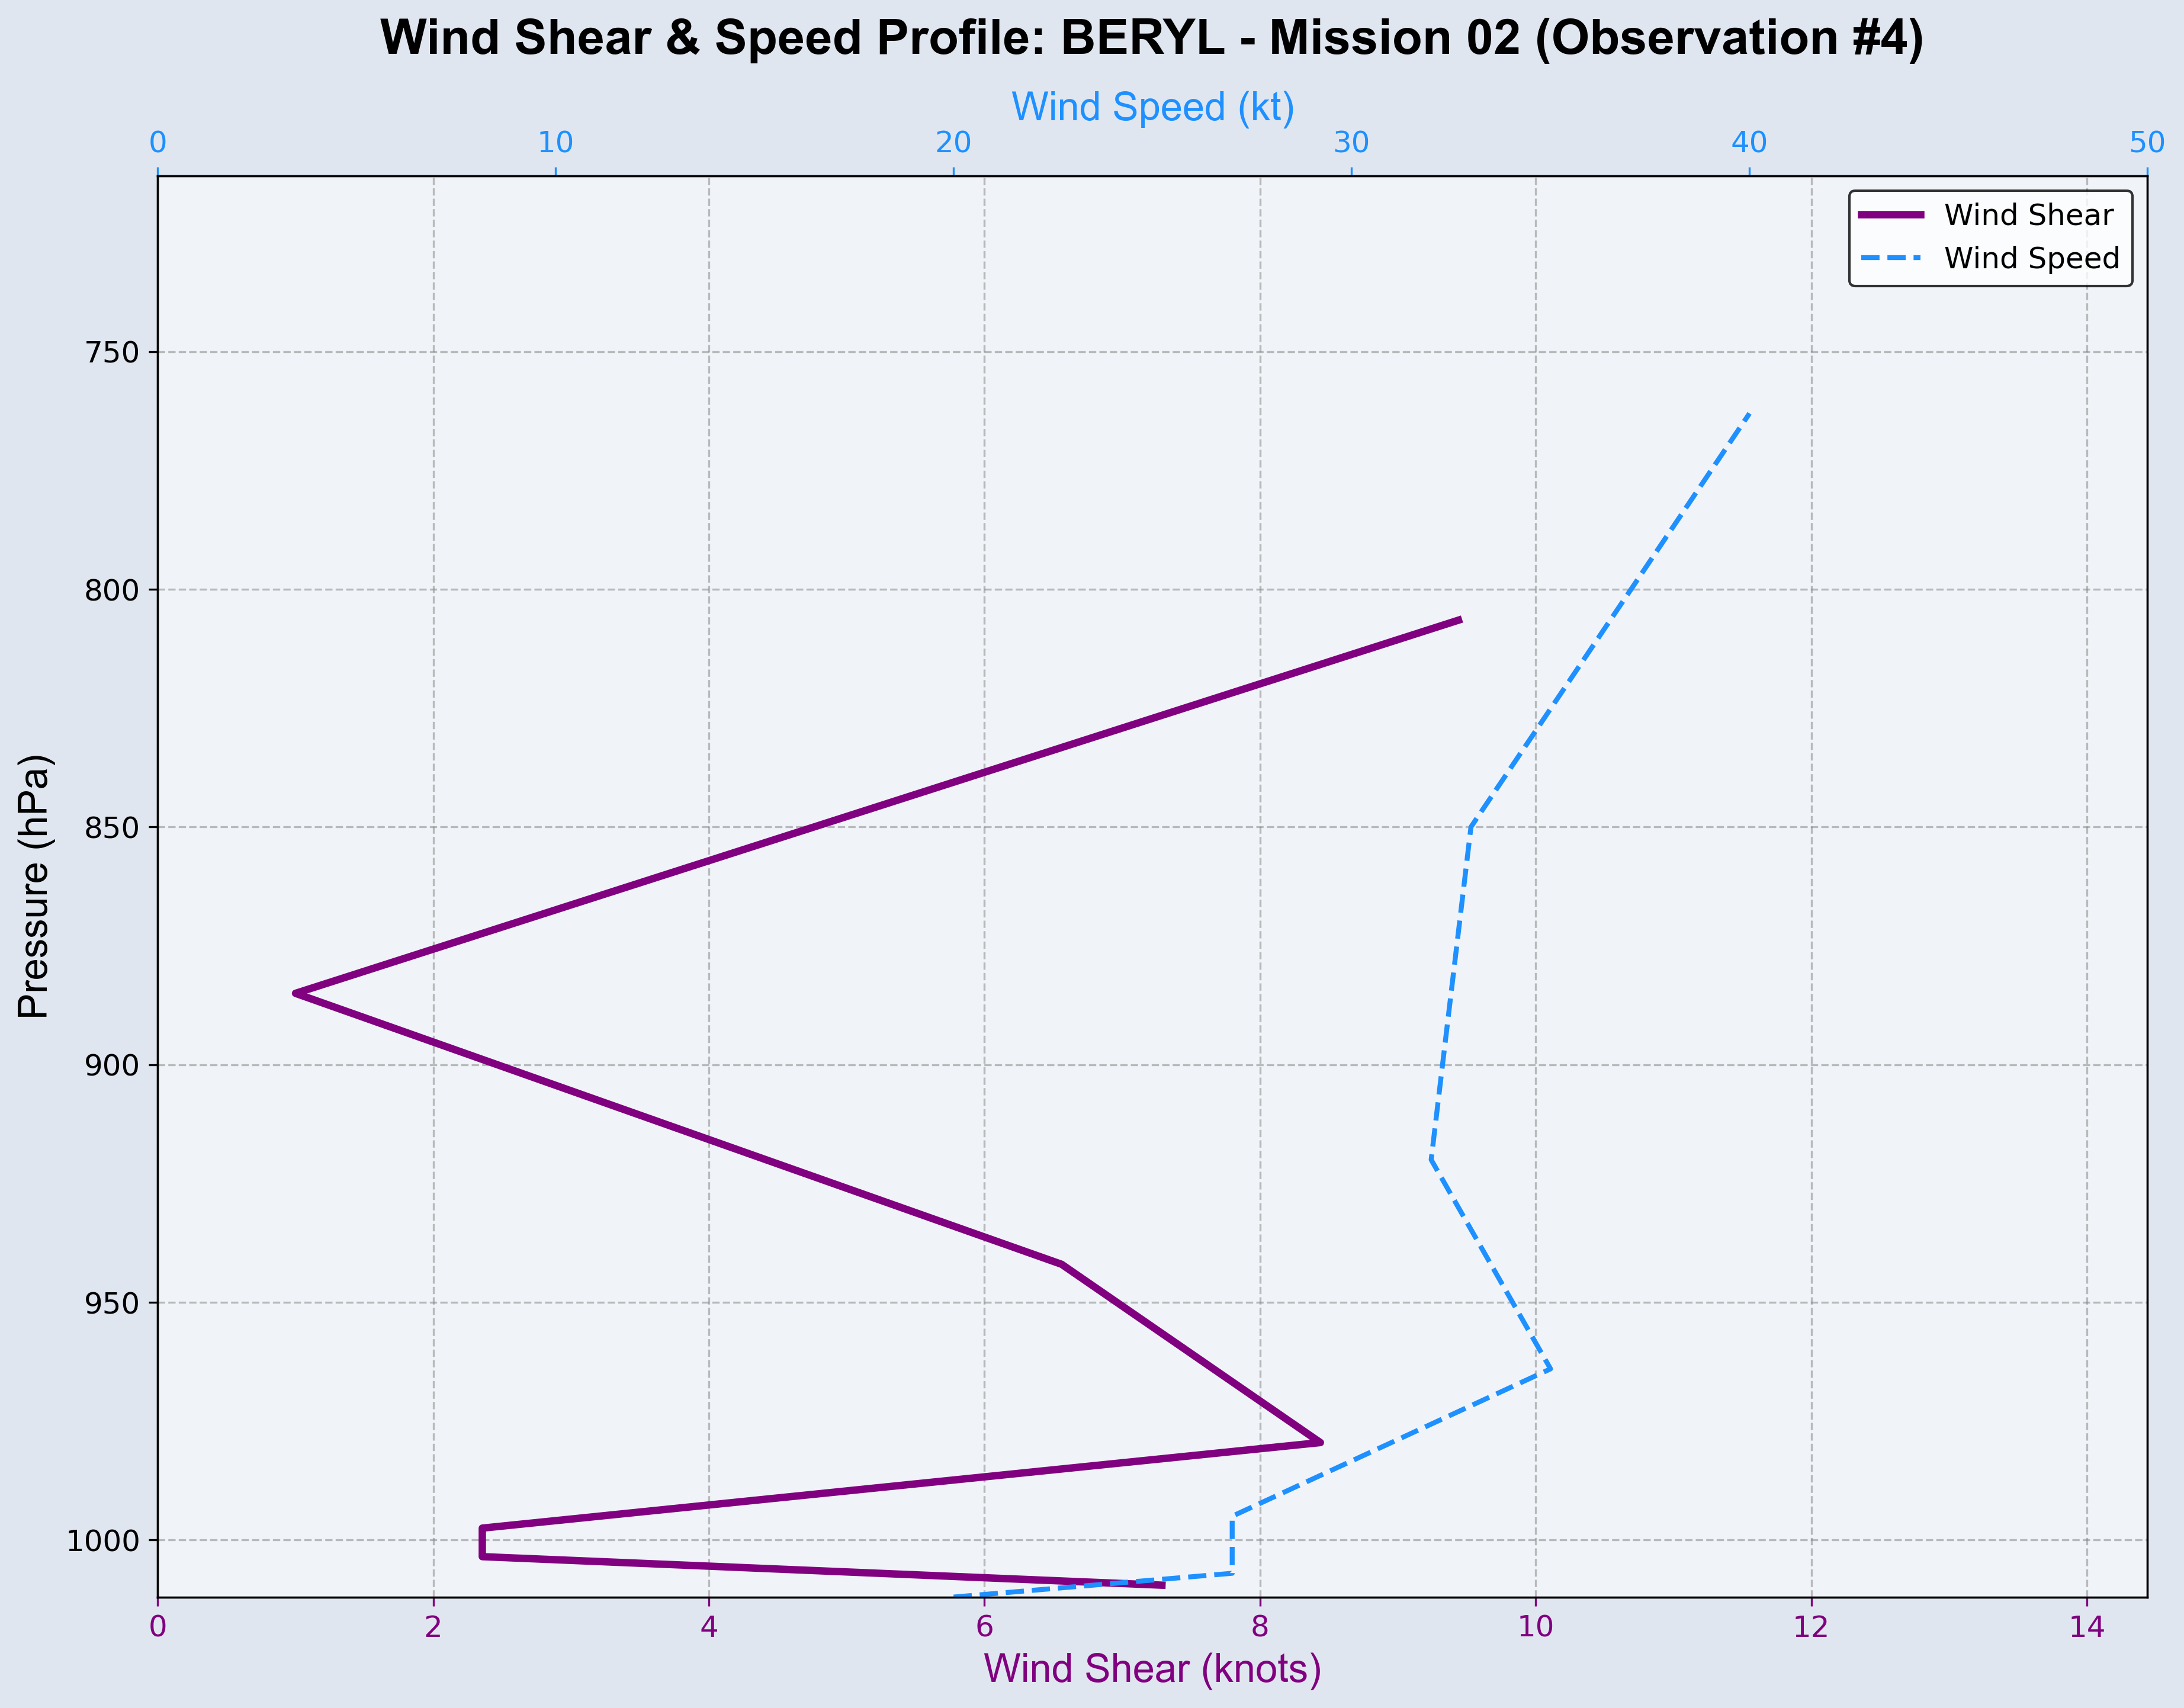 Wind Shear & Speed Profile: BERYL - Mission 02 (Observation #4)
Wind Speed (kt)
0 10 20 30 40 50
Wind Shear
Wind Speed
750
800
850
900
950
1000
Pressure (hPa)
0 2 4 6 8 10 12 14
Wind Shear (knots)